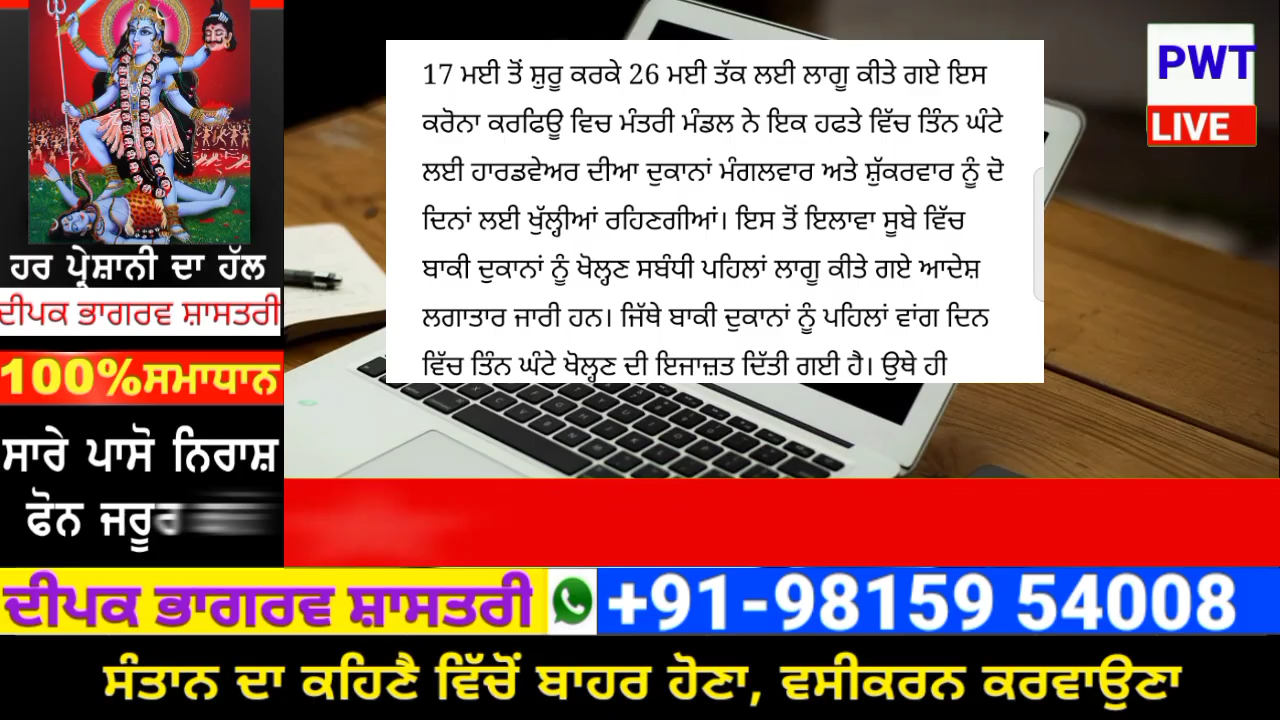 17 ਮਈ ਤੋਂ ਸ਼ੁਰੂ ਕਰਕੇ 26 ਮਈ ਤੱਕ ਲਈ ਲਾਗੂ ਕੀਤੇ ਗਏ ਇਸ
ਕਰੋਨਾ ਕਰਫਿਊ ਵਿਚ ਮੰਤਰੀ ਮੰਡਲ ਨੇ ਇਕ ਹਫਤੇ ਵਿੱਚ ਤਿੰਨ ਘੰਟੇ
ਲਈ ਹਾਰਡਵੇਅਰ ਦੀਆ ਦੁਕਾਨਾਂ ਮੰਗਲਵਾਰ ਅਤੇ ਸ਼ੁੱਕਰਵਾਰ ਨੂੰ ਦੋ
ਦਿਨਾਂ ਲਈ ਖੁੱਲ੍ਹੀਆਂ ਰਹਿਣਗੀਆਂ। ਇਸ ਤੋਂ ਇਲਾਵਾ ਸੂਬੇ ਵਿੱਚ
ਬਾਕੀ ਦੁਕਾਨਾਂ ਨੂੰ ਖੋਲ੍ਹਣ ਸਬੰਧੀ ਪਹਿਲਾਂ ਲਾਗੂ ਕੀਤੇ ਗਏ ਆਦੇਸ਼
ਲਗਾਤਾਰ ਜਾਰੀ ਹਨ। ਜਿੱਥੇ ਬਾਕੀ ਦੁਕਾਨਾਂ ਨੂੰ ਪਹਿਲਾਂ ਵਾਂਗ ਦਿਨ
ਵਿੱਚ ਤਿੰਨ ਘੰਟੇ ਖੋਲ੍ਹਣ ਦੀ ਇਜਾਜ਼ਤ ਦਿੱਤੀ ਗਈ ਹੈ। ਉਥੇ ਹੀ
PWT
LIVE
ਹਰ ਪ੍ਰੇਸ਼ਾਨੀ ਦਾ ਹੱਲ
ਦੀਪਕ ਭਾਗਰਵ ਸ਼ਾਸਤਰੀ
100%ਸਮਾਧਾਨ
ਸਾਰੇ ਪਾਸੋ ਨਿਰਾਸ਼
ਫੋਨ
ਦੀਪਕ ਭਾਗਰਵ ਸ਼ਾਸਤਰੀ +91-98159 54008
ਸੰਤਾਨ ਦਾ ਕਹਿਣੈ ਵਿੱਚੋਂ ਬਾਹਰ ਹੋਣਾ, ਵਸੀਕਰਨ ਕਰਵਾਉਣਾ